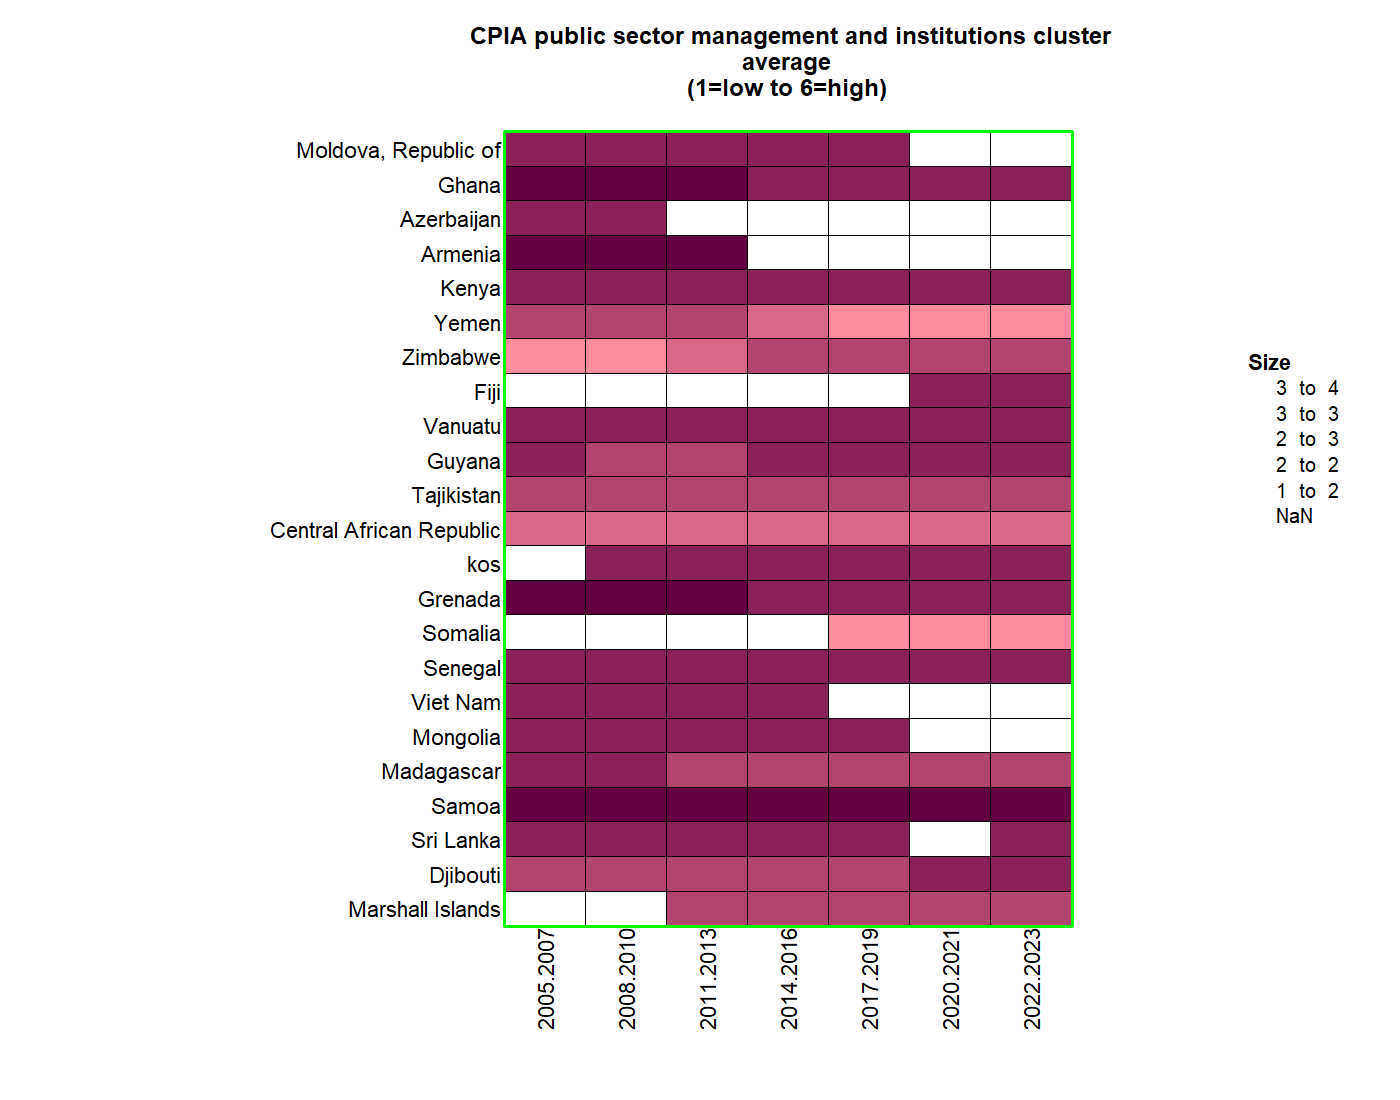 CPIA public sector management and institutions cluster
average
(1=low to 6=high)
Moldova, Republic of
Ghana
Azerbaijan
Armenia
Kenya
Yemen
Zimbabwe
Fiji
Vanuatu
Guyana
Tajikistan
Central African Republic
kos
Grenada
Somalia
Senegal
Viet Nam
Mongolia
Madagascar
Samoa
Sri Lanka
Djibouti
Marshall Islands
2005.2007
2008.2010
2011.2013
2014.2016
2017.2019
2020.2021
2022.2023
Size
3 to 4
3 to 3
2 to 3
2 to 2
1 to 2
NaN